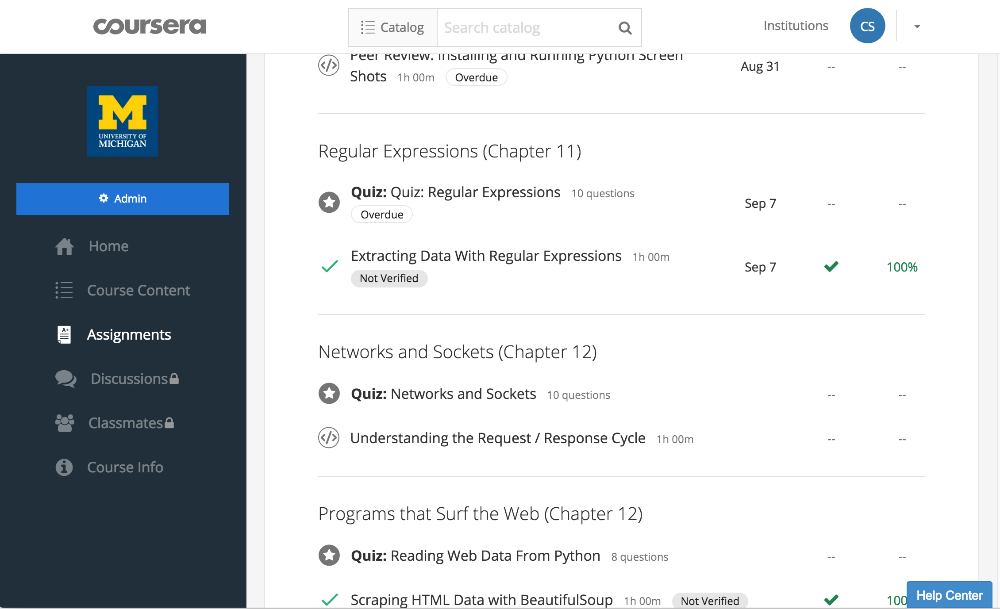 coursera
Catalog
Search catalog
Institutions
CS
Peer Review: Installing and Running Python Screen
Shots 1h 00m Overdue
Aug 31 -- --
UNIVERSITY OF
MICHIGAN
Admin
Home
Course Content
A+
Assignments
Discussions
Classmates
Course Info
Regular Expressions (Chapter 11)
Quiz: Quiz: Regular Expressions 10 questions
Overdue
Sep 7 -- --
Extracting Data With Regular Expressions 1h 00m
Not Verified
Sep 7 100%
Networks and Sockets (Chapter 12)
Quiz: Networks and Sockets 10 questions -- --
Understanding the Request / Response Cycle 1h 00m -- --
Programs that Surf the Web (Chapter 12)
Quiz: Reading Web Data From Python 8 questions -- --
Scraping HTML Data with BeautifulSoup 1h 00m Not Verified 100
Help Center